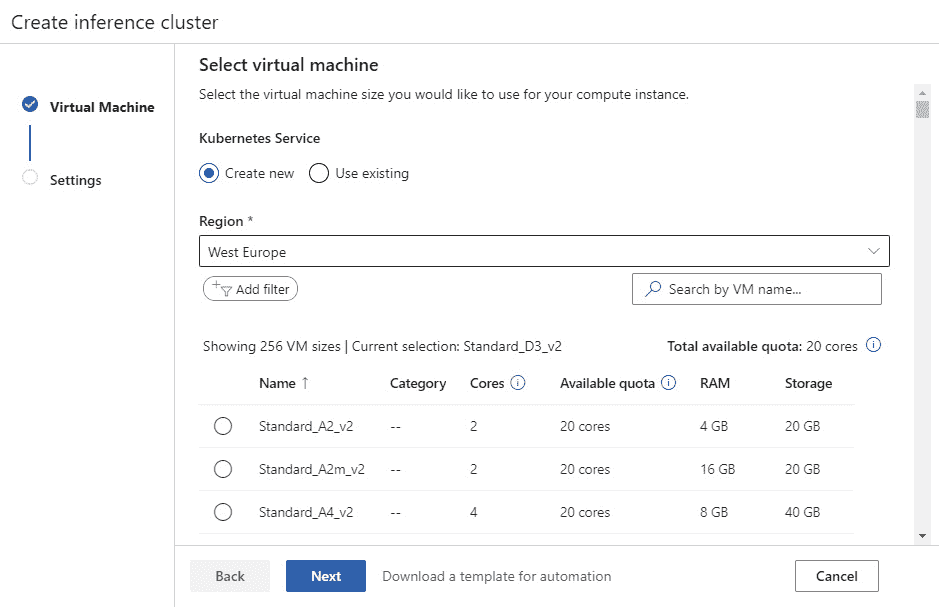 Create inference cluster
Virtual Machine
Settings
Select virtual machine
Select the virtual machine size you would like to use for your compute instance.
Kubernetes Service
Create new Use existing
Region *
West Europe
Add filter Search by VM name...
Showing 256 VM sizes | Current selection: Standard_D3_v2 Total available quota: 20 cores
Name ↑ Category Cores Available quota RAM Storage
Standard_A2_v2 -- 2 20 cores 4 GB 20 GB
Standard_A2m_v2 -- 2 20 cores 16 GB 20 GB
Standard_A4_v2 -- 4 20 cores 8 GB 40 GB
Back Next Download a template for automation Cancel